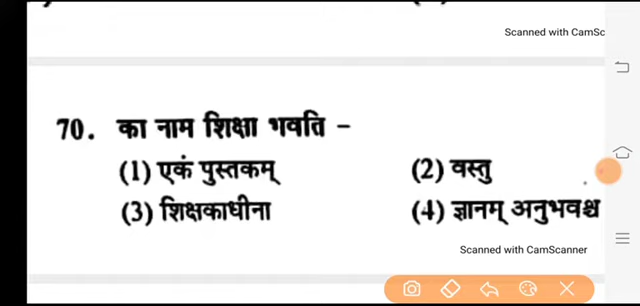 Scanned with CamSc
70. का नाम शिक्षा भवति –
(1) एकं पुस्तकम् (2) वस्तु
(3) शिक्षकाधीना (4) ज्ञानम् अनुभवश्च
Scanned with CamScanner